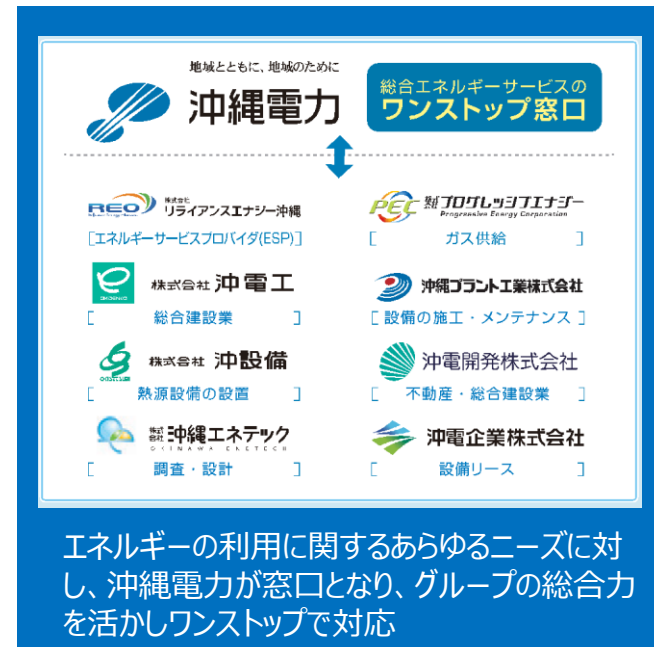 地域とともに、地域のために
沖縄電力
総合エネルギーサービスの
ワンストップ窓口
REO 株式会社 リライアンスエナジー沖縄
[エネルギーサービスプロバイダ(ESP)]
PEC 株式会社 プログレッシブエナジー
Progressive Energy Corporation
[ ガス供給 ]
株式会社 沖電工
[ 総合建設業 ]
沖縄プラント工業株式会社
[ 設備の施工・メンテナンス ]
株式会社 沖設備
[ 熱源設備の設置 ]
沖電開発株式会社
[ 不動産・総合建設業 ]
株式会社 沖縄エネテック
OKINAWA ENETECH
[ 調査・設計 ]
沖電企業株式会社
[ 設備リース ]
エネルギーの利用に関するあらゆるニーズに対
し、沖縄電力が窓口となり、グループの総合力
を活かしワンストップで対応